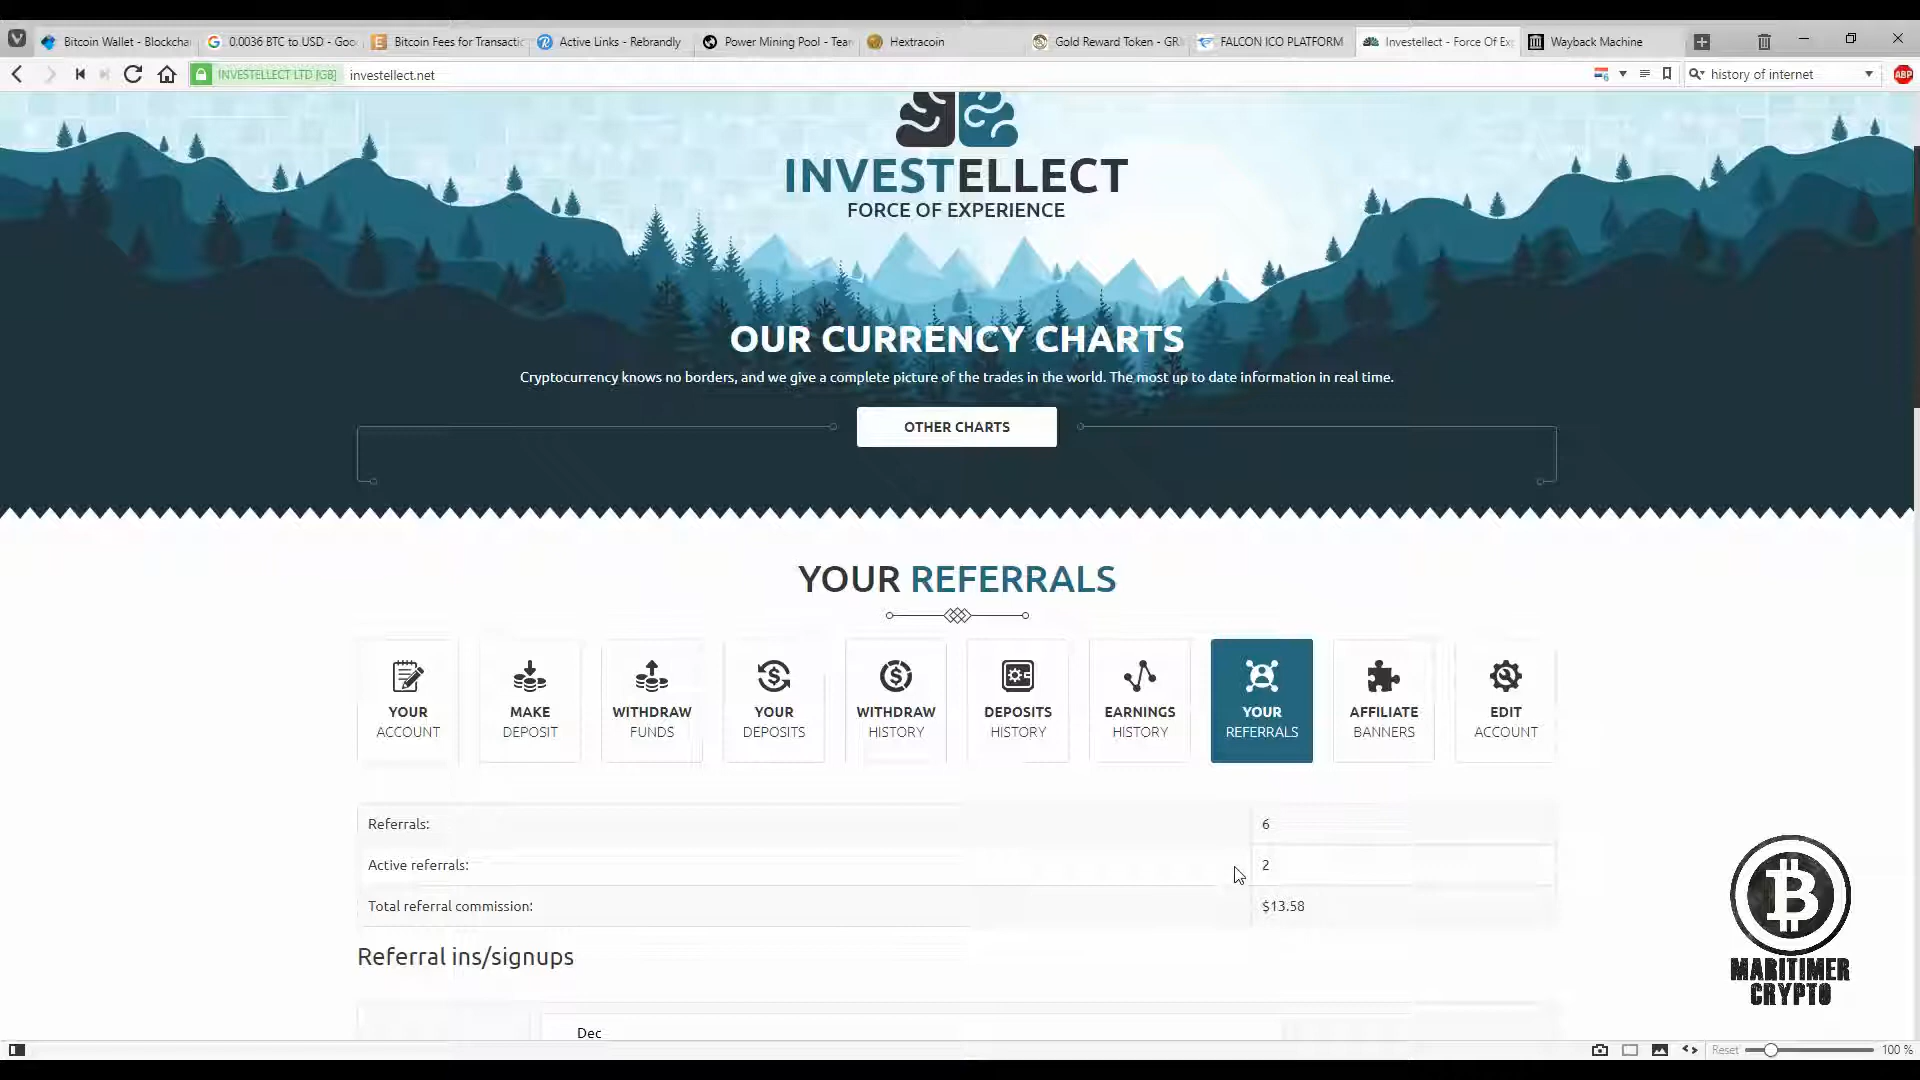 Bitcoin Wallet - Blockcha
0.0036 BTC to USD - Goo
Bitcoin Fees for Transactic
Active Links - Rebrandly
Power Mining Pool - Tear
Hextracoin
Gold Reward Token - GR
FALCON ICO PLATFORM
Investellect - Force Of Ex
Wayback Machine
INVESTELLECT LTD [GB]
investellect.net
history of internet
ABP
INVESTELLECT
FORCE OF EXPERIENCE
OUR CURRENCY CHARTS
Cryptocurrency knows no borders, and we give a complete picture of the trades in the world. The most up to date information in real time.
OTHER CHARTS
YOUR REFERRALS
YOUR ACCOUNT
MAKE DEPOSIT
WITHDRAW FUNDS
YOUR DEPOSITS
WITHDRAW HISTORY
DEPOSITS HISTORY
EARNINGS HISTORY
YOUR REFERRALS
AFFILIATE BANNERS
EDIT ACCOUNT
Referrals: 6
Active referrals: 2
Total referral commission: $13.58
Referral ins/signups
Dec
MARITIMER
CRYPTO
Reset
100 %